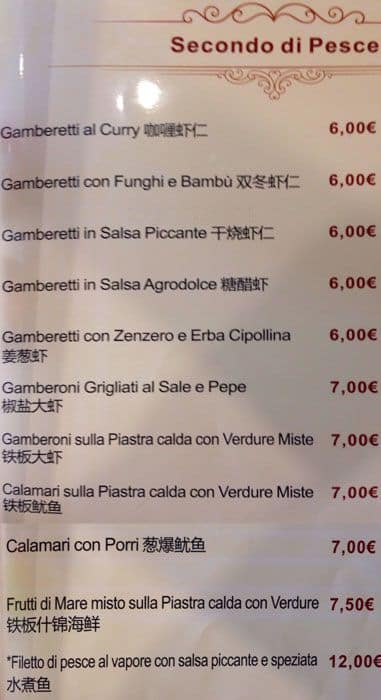 Secondo di Pesce
Gamberetti al Curry 咖喱虾仁 6,00€
Gamberetti con Funghi e Bambù 双冬虾仁 6,00€
Gamberetti in Salsa Piccante 干烧虾仁 6,00€
Gamberetti in Salsa Agrodolce 糖醋虾 6,00€
Gamberetti con Zenzero e Erba Cipollina 6,00€
姜葱虾
Gamberoni Grigliati al Sale e Pepe 7,00€
椒盐大虾
Gamberoni sulla Piastra calda con Verdure Miste 7,00€
铁板大虾
Calamari sulla Piastra calda con Verdure Miste 7,00€
铁板鱿鱼
Calamari con Porri 葱爆鱿鱼 7,00€
Frutti di Mare misto sulla Piastra calda con Verdure 7,50€
铁板什锦海鲜
*Filetto di pesce al vapore con salsa piccante e speziata 12,00€
水煮鱼